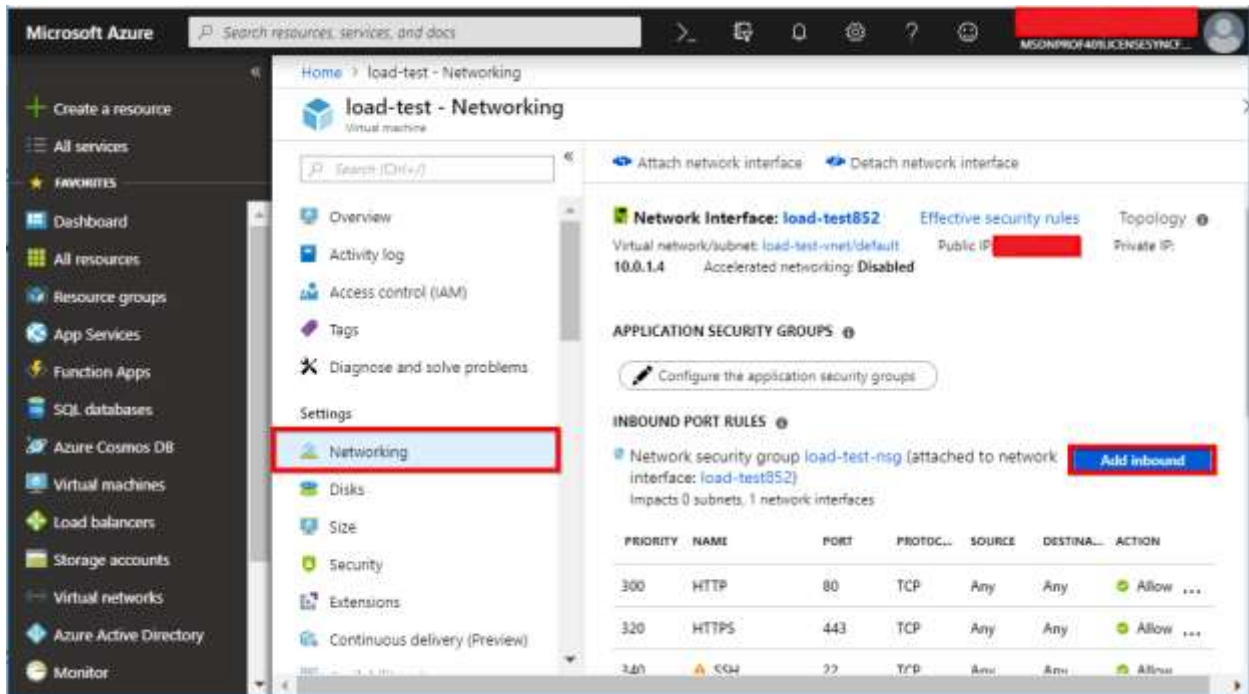 Microsoft Azure
Search resources, services, and docs
Home > load-test - Networking
load-test - Networking
Virtual machine
Create a resource
All services
FAVORITES
Dashboard
All resources
Resource groups
App Services
Function Apps
SQL databases
Azure Cosmos DB
Virtual machines
Load balancers
Storage accounts
Virtual networks
Azure Active Directory
Monitor
Search (Ctrl+/)
Overview
Activity log
Access control (IAM)
Tags
Diagnose and solve problems
Settings
Networking
Disks
Size
Security
Extensions
Continuous delivery (Preview)
Attach network interface Detach network interface
Network Interface: load-test852 Effective security rules Topology
Virtual network/subnet: load-test-vnet/default Public IP: Private IP:
10.0.1.4 Accelerated networking: Disabled
APPLICATION SECURITY GROUPS
Configure the application security groups
INBOUND PORT RULES
Network security group load-test-nsg (attached to network
interface: load-test852)
Impacts 0 subnets, 1 network interfaces
Add inbound
PRIORITY NAME PORT PROTOC... SOURCE DESTINA... ACTION
300 HTTP 80 TCP Any Any Allow ...
320 HTTPS 443 TCP Any Any Allow ...
340 SSH 22 TCP Any Any Allow